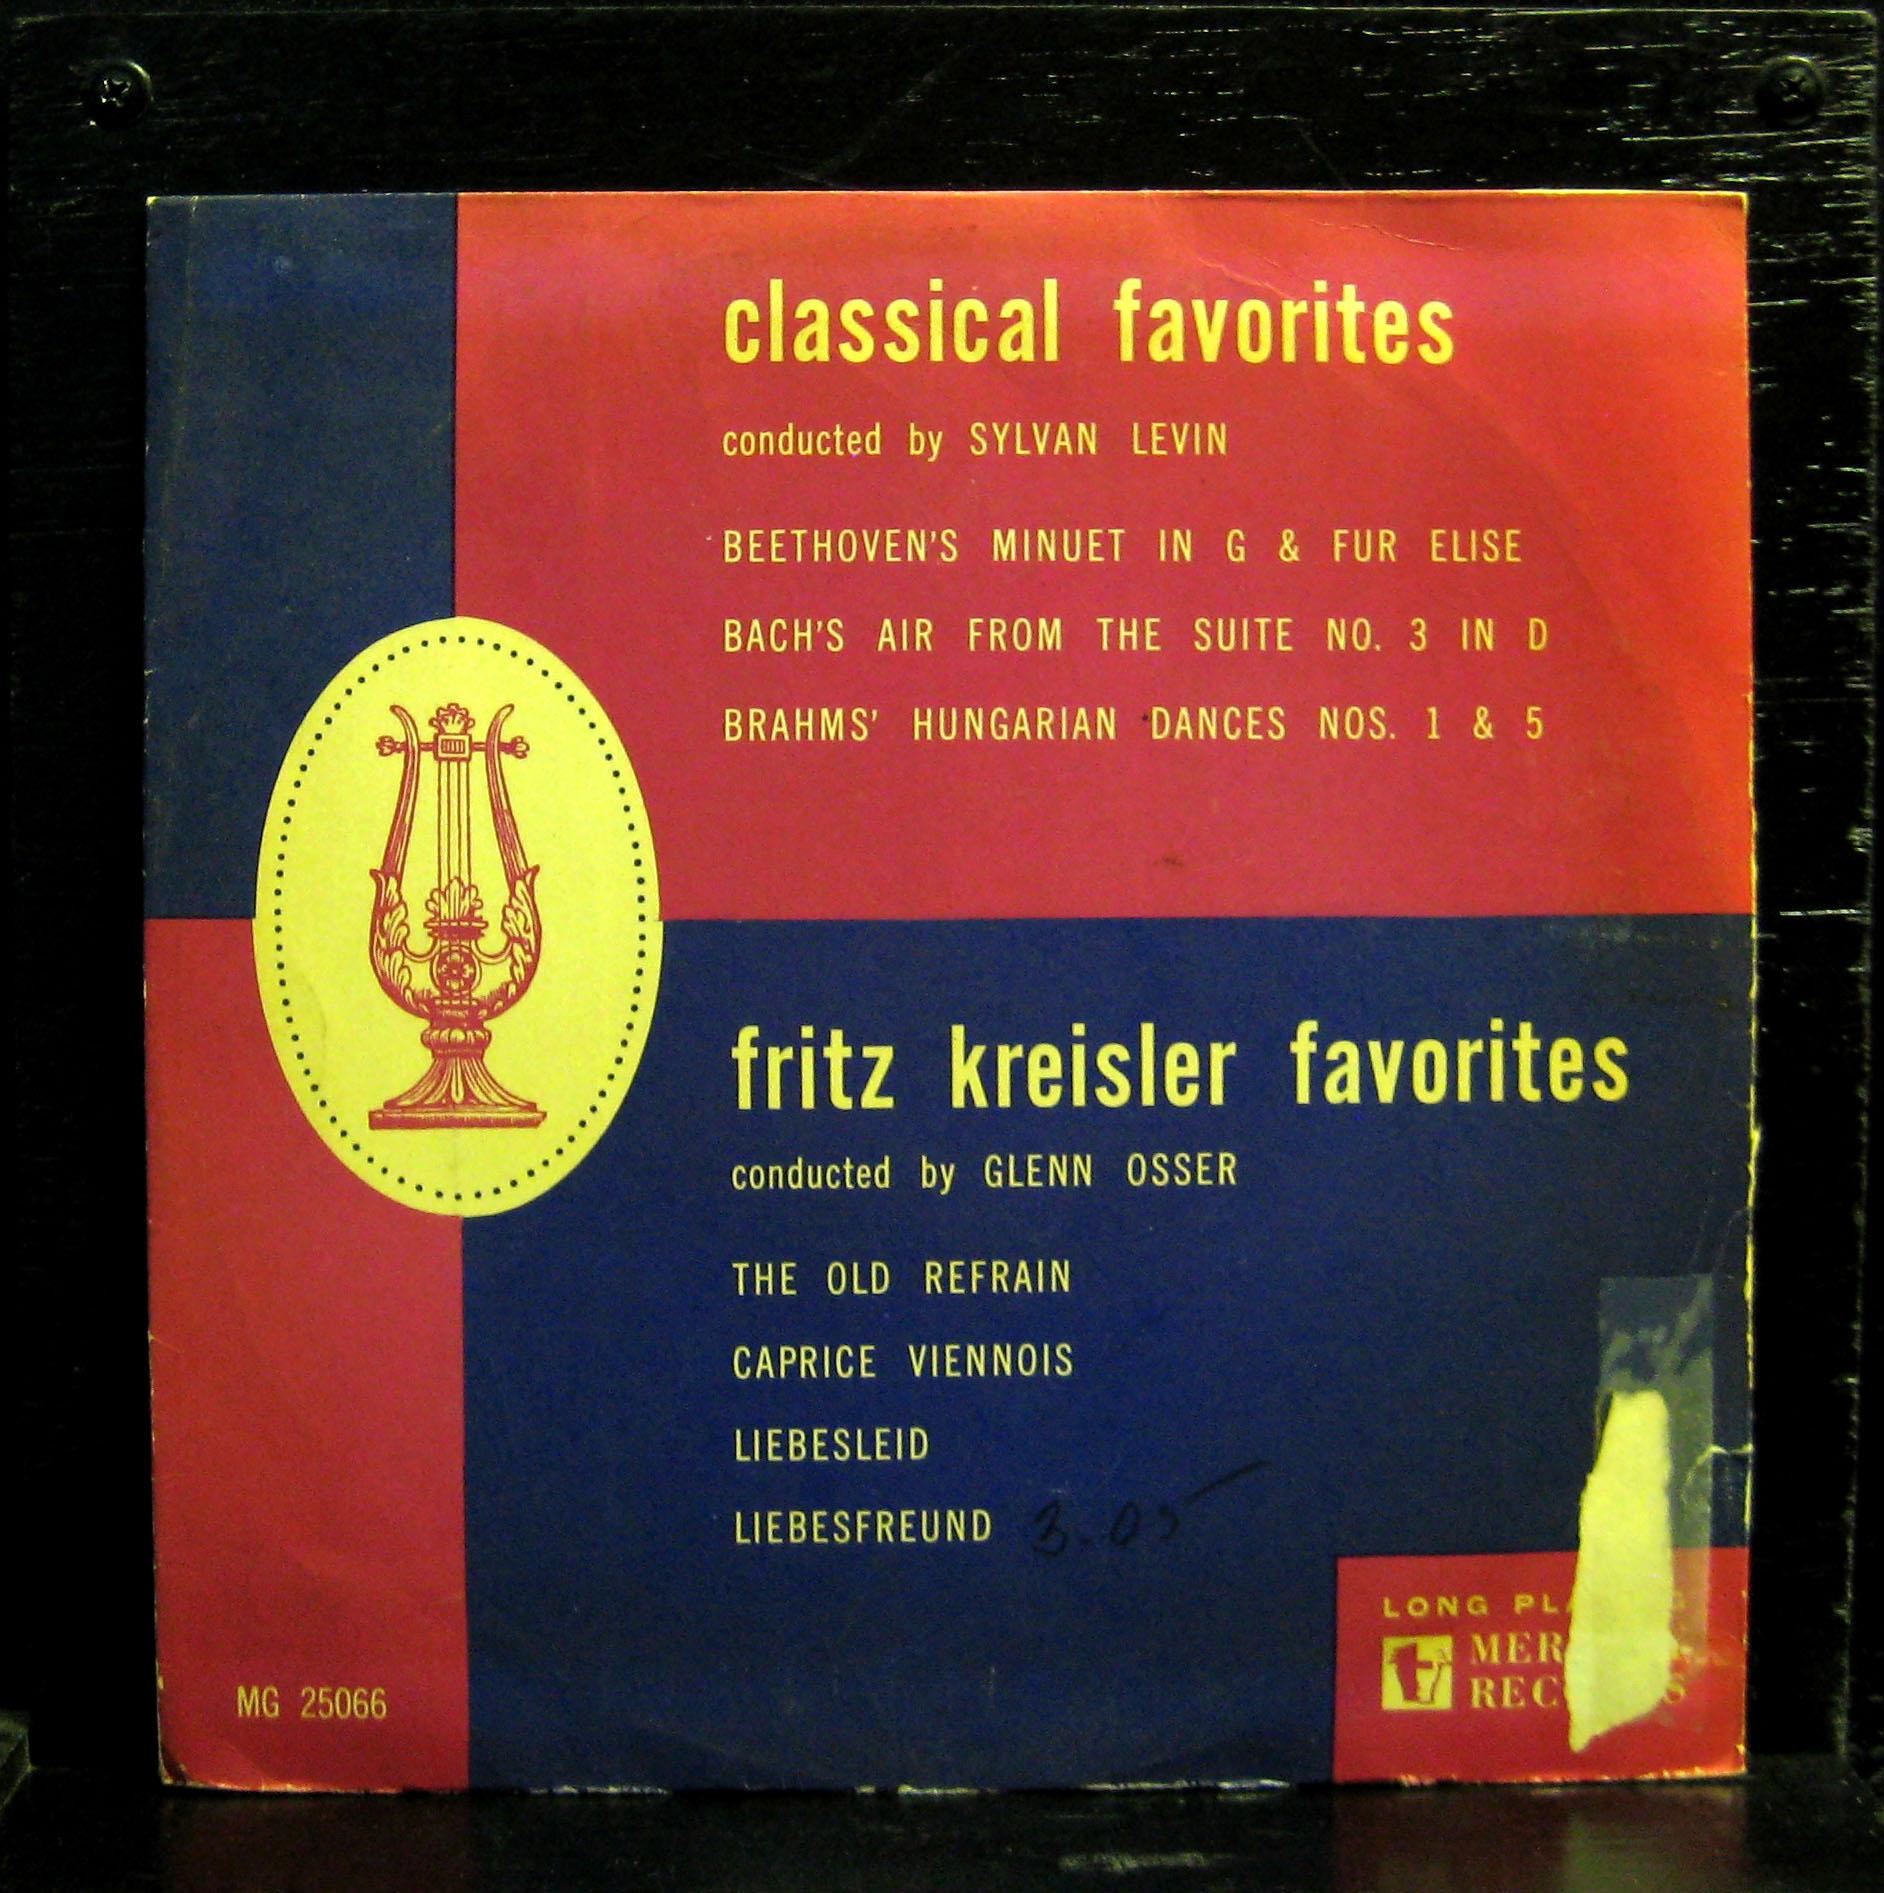 classical favorites
conducted by SYLVAN LEVIN
BEETHOVEN'S MINUET IN G & FUR ELISE
BACH'S AIR FROM THE SUITE NO. 3 IN D
BRAHMS' HUNGARIAN DANCES NOS. 1 & 5
fritz kreisler favorites
conducted by GLENN OSSER
THE OLD REFRAIN
CAPRICE VIENNOIS
LIEBESLEID
LIEBESFREUND 3.05
LONG
MG 25066